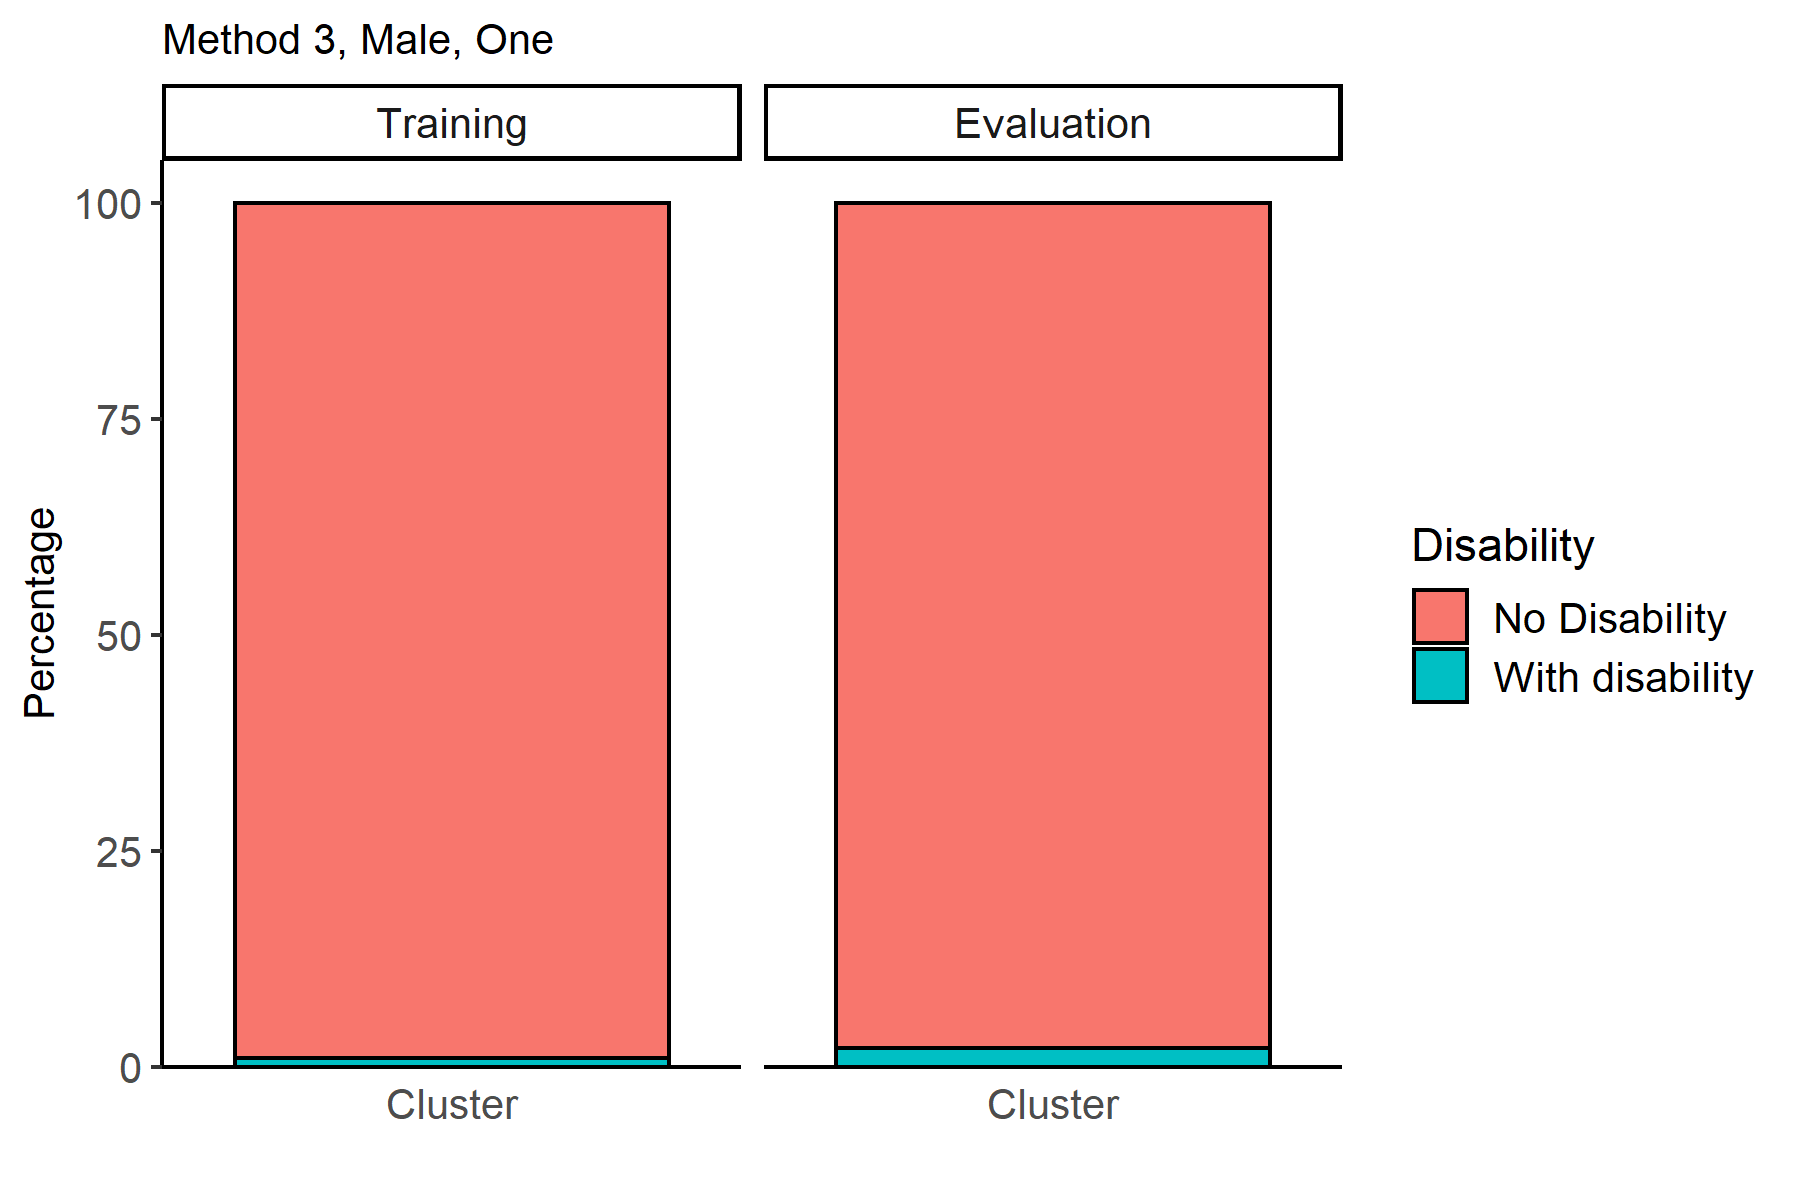 Method 3, Male, One
Training
Evaluation
100
75
50
25
0
Percentage
Cluster
Cluster
Disability
No Disability
With disability